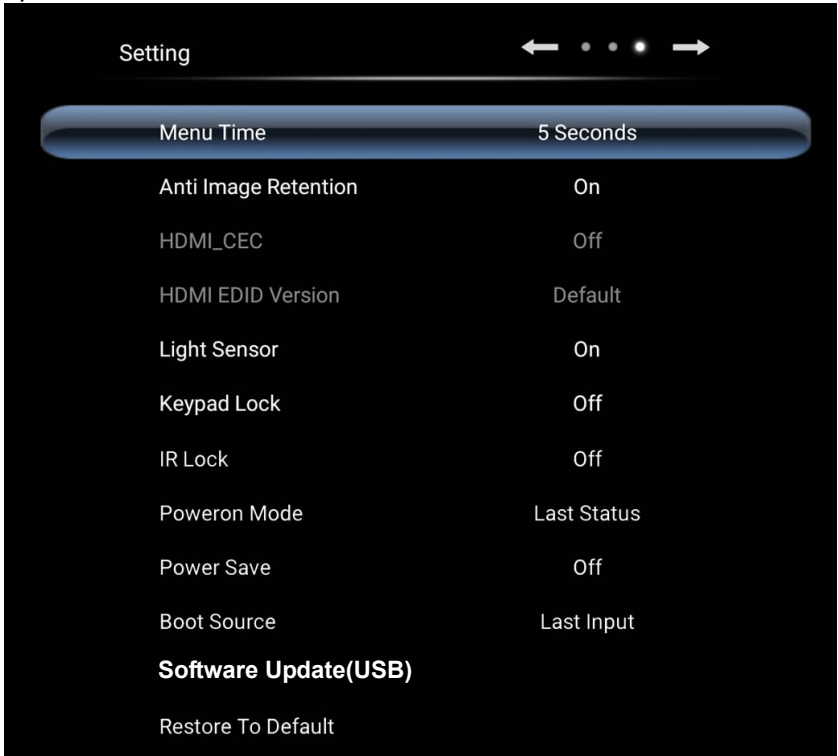 Setting
Menu Time 5 Seconds
Anti Image Retention On
HDMI_CEC Off
HDMI EDID Version Default
Light Sensor On
Keypad Lock Off
IR Lock Off
Poweron Mode Last Status
Power Save Off
Boot Source Last Input
Software Update(USB)
Restore To Default